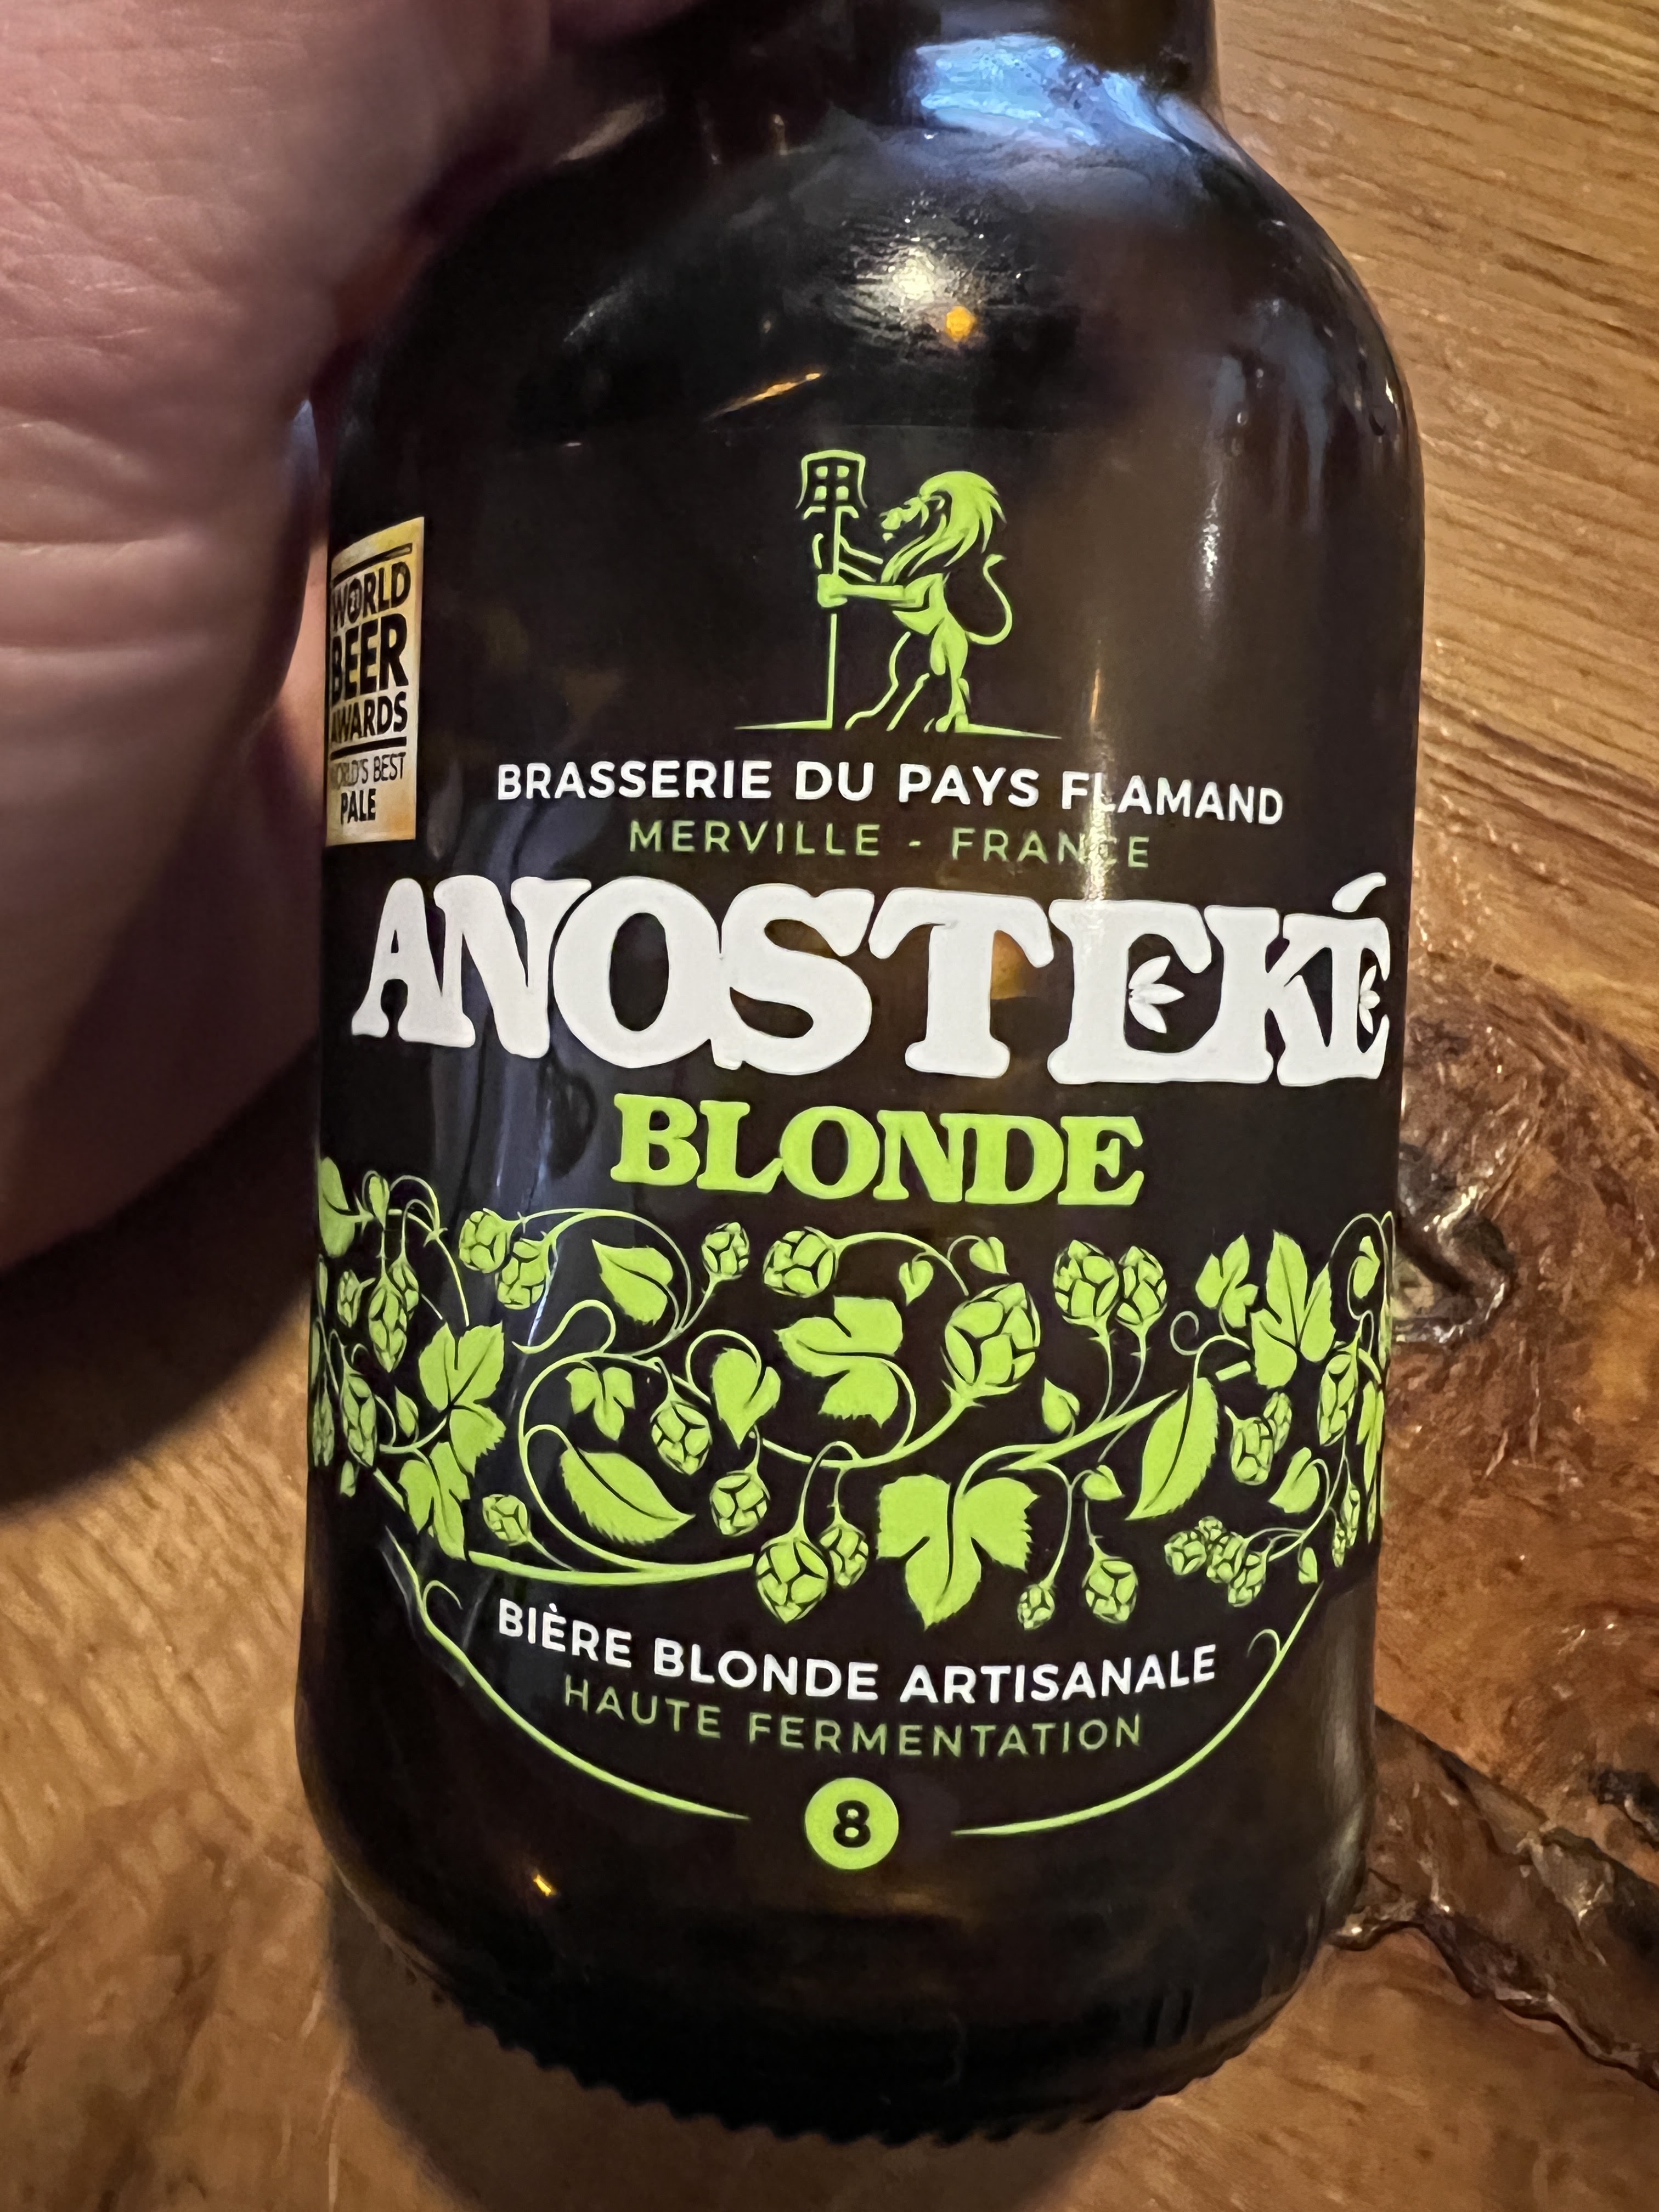 WORLD
BEER
AWARDS
WORLD'S BEST
PALE
BRASSERIE DU PAYS FLAMAND
MERVILLE - FRANCE
ANOSTEKÉ
BLONDE
BIÈRE BLONDE ARTISANALE
HAUTE FERMENTATION
8